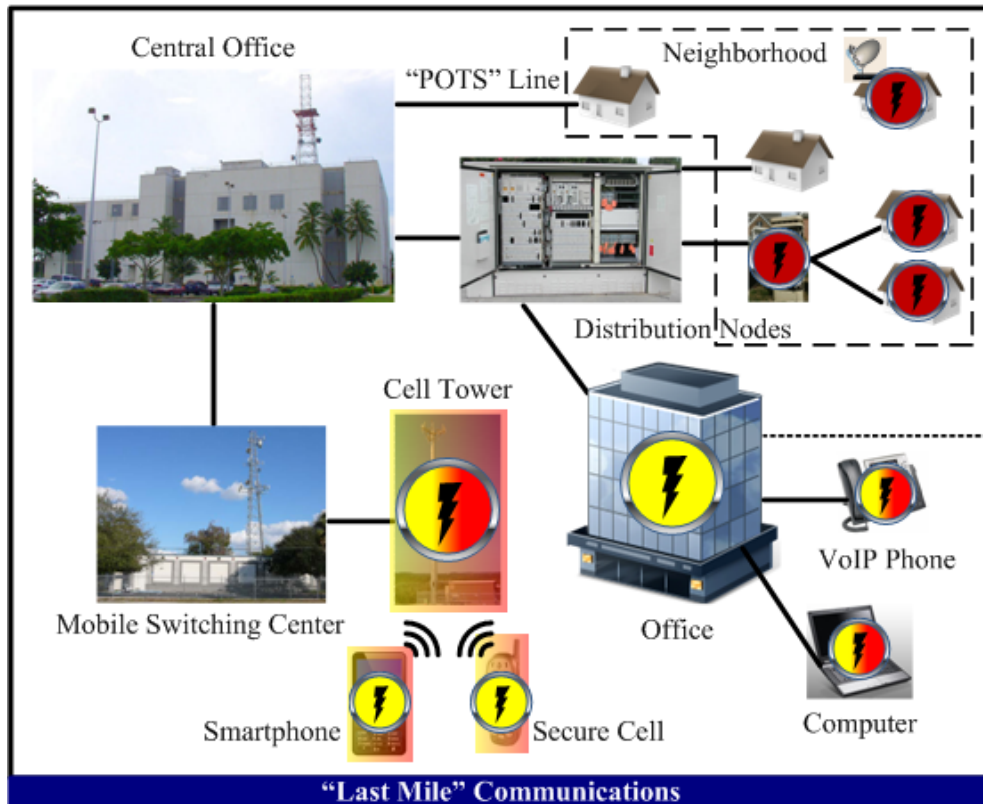 Central Office
Neighborhood
“POTS” Line
Distribution Nodes
Cell Tower
Mobile Switching Center
Office
VoIP Phone
Smartphone
Secure Cell
Computer
“Last Mile” Communications